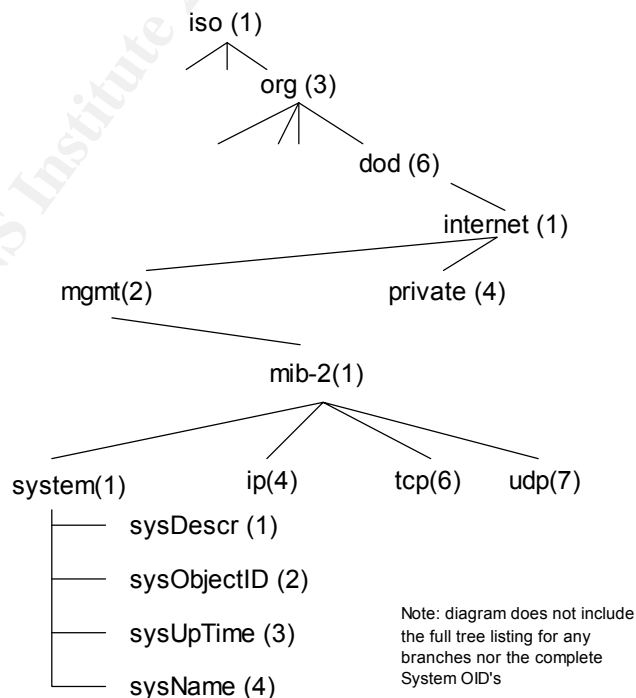 iso (1)
org (3)
dod (6)
internet (1)
mgmt(2)
private (4)
mib-2(1)
system(1)
ip(4)
tcp(6)
udp(7)
sysDescr (1)
sysObjectID (2)
sysUpTime (3)
sysName (4)
Note: diagram does not include
the full tree listing for any
branches nor the complete
System OID's
NS Institute